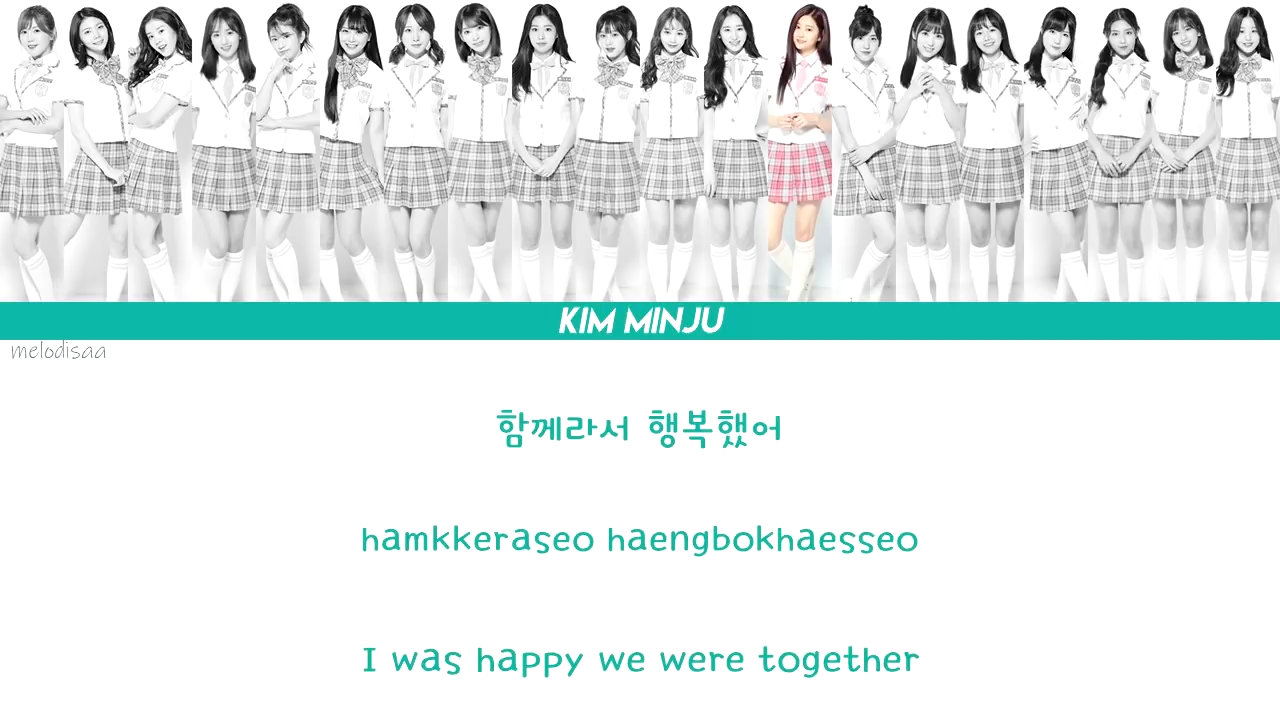 KIM MINJU
melodisaa
함께라서 행복했어
hamkkeraseo haengbokhaesseo
I was happy we were together